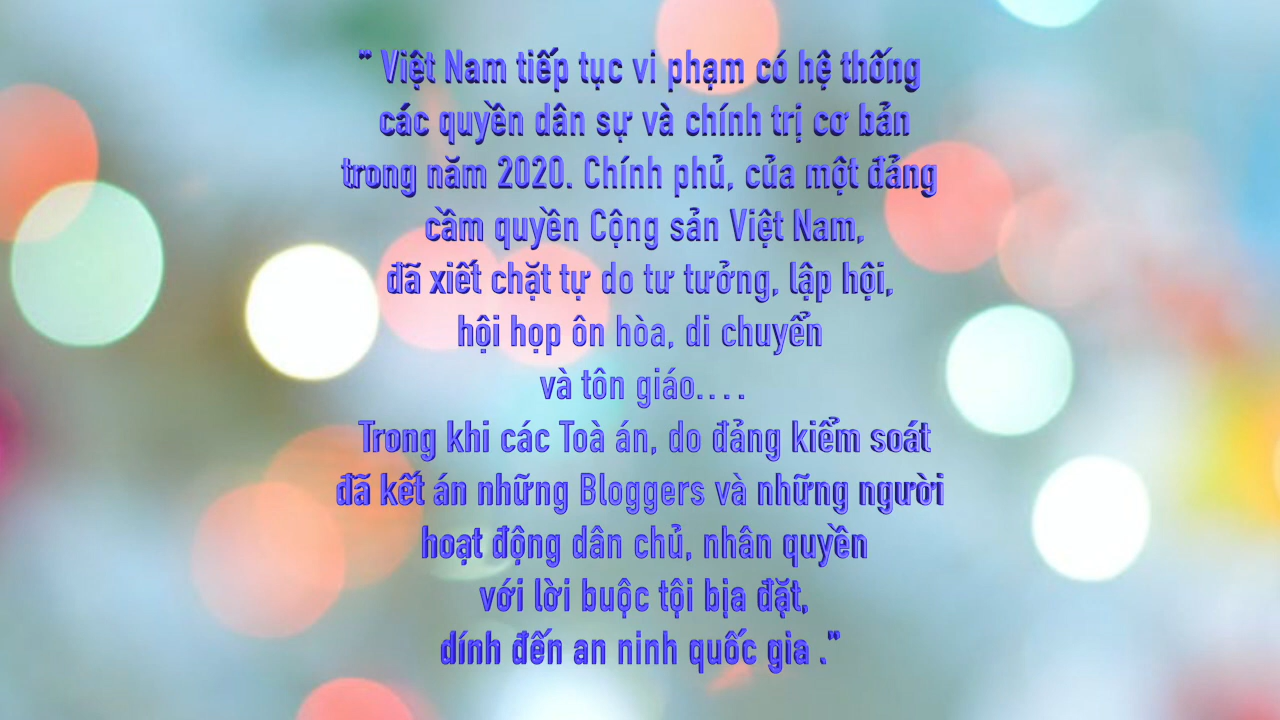 " Việt Nam tiếp tục vi phạm có hệ thống
các quyền dân sự và chính trị cơ bản
trong năm 2020. Chính phủ, của một đảng
cầm quyền Cộng sản Việt Nam,
đã xiết chặt tự do tư tưởng, lập hội,
hội họp ôn hòa, di chuyển
và tôn giáo....
Trong khi các Toà án, do đảng kiểm soát
đã kết án những Bloggers và những người
hoạt động dân chủ, nhân quyền
với lời buộc tội bịa đặt,
dính đến an ninh quốc gia ."